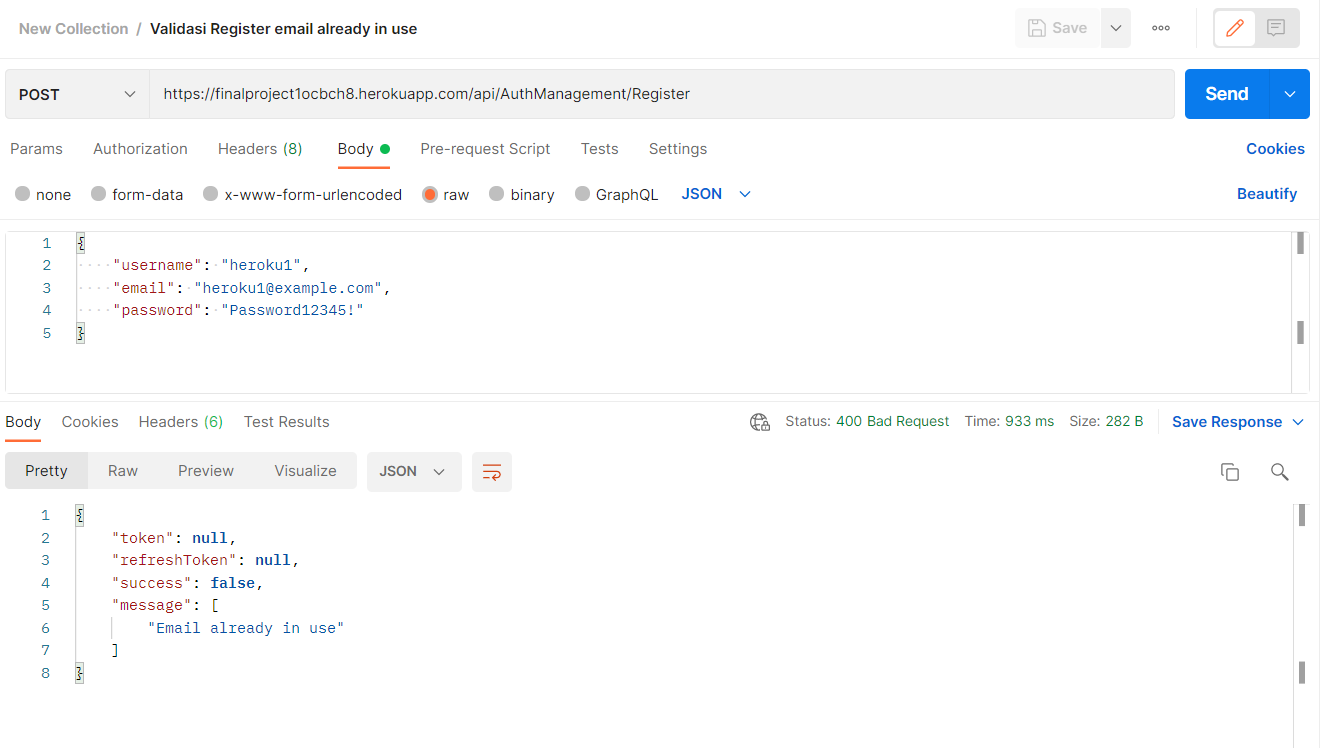 New Collection / Validasi Register email already in use Save
POST https://finalproject1ocbch8.herokuapp.com/api/AuthManagement/Register Send
Params Authorization Headers (8) Body Pre-request Script Tests Settings Cookies
none form-data x-www-form-urlencoded raw binary GraphQL JSON Beautify
1 {
2 "username": "heroku1",
3 "email": "heroku1@example.com",
4 "password": "Password12345!"
5 }
Body Cookies Headers (6) Test Results Status: 400 Bad Request Time: 933 ms Size: 282 B Save Response
Pretty Raw Preview Visualize JSON
1 {
2 "token": null,
3 "refreshToken": null,
4 "success": false,
5 "message": [
6 "Email already in use"
7 ]
8 }